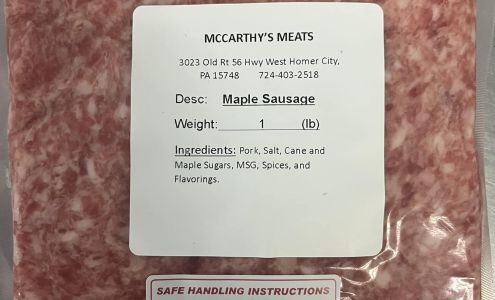 MCCARTHY'S MEATS
3023 Old Rt 56 Hwy West Homer City,
PA 15748 724-403-2518
Desc: Maple Sausage
Weight: 1 (lb)
Ingredients: Pork, Salt, Cane and
Maple Sugars, MSG, Spices, and
Flavorings.
SAFE HANDLING INSTRUCTIONS